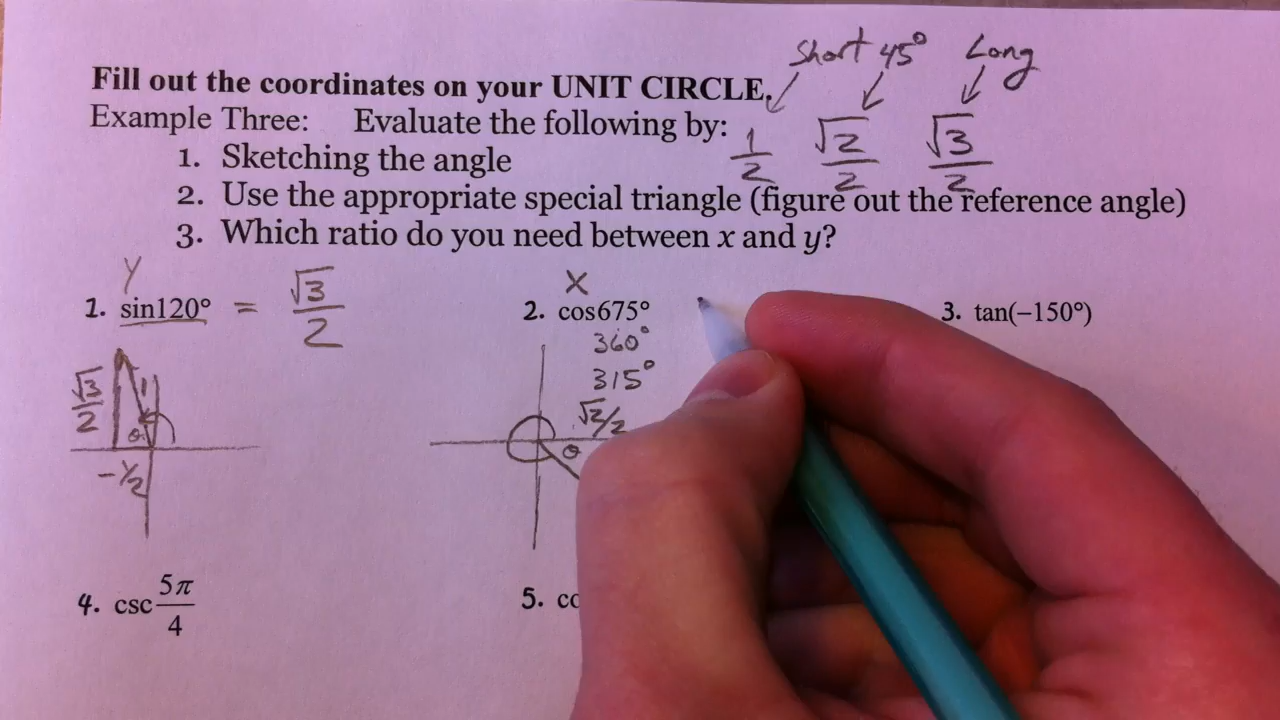 Short 45° Long
Fill out the coordinates on your UNIT CIRCLE.
Example Three: Evaluate the following by:
1/2 √2/2 √3/2
1. Sketching the angle
2. Use the appropriate special triangle (figure out the reference angle)
3. Which ratio do you need between x and y?
y
1. sin120° = √3/2
x
2. cos675°
3. tan(−150°)
360°
315°
√2/2
θ
√3/2
1
θ
-1/2
4. csc 5π/4
5.